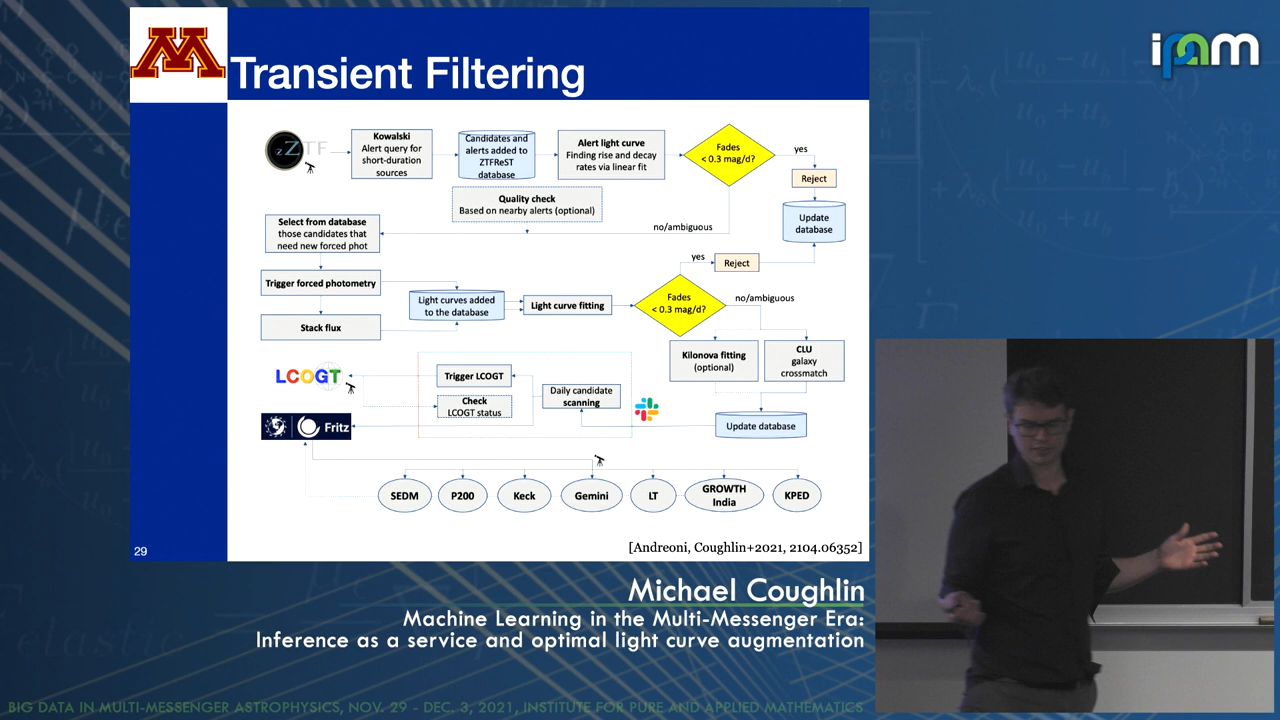 ipam
M
Transient Filtering
ZTF
Kowalski
Alert query for
short-duration
sources
Candidates and
alerts added to
ZTFReST
database
Alert light curve
Finding rise and decay
rates via linear fit
Fades
< 0.3 mag/d?
yes
Reject
Update
database
Quality check
Based on nearby alerts (optional)
no/ambiguous
Select from database
those candidates that
need new forced phot
Trigger forced photometry
Stack flux
Light curves added
to the database
Light curve fitting
Fades
< 0.3 mag/d?
yes
Reject
no/ambiguous
Kilonova fitting
(optional)
CLU
galaxy
crossmatch
Update database
LCOGT
Trigger LCOGT
Check
LCOGT status
Daily candidate
scanning
Fritz
SEDM
P200
Keck
Gemini
LT
GROWTH
India
KPED
29
[Andreoni, Coughlin+2021, 2104.06352]
Michael Coughlin
Machine Learning in the Multi-Messenger Era:
Inference as a service and optimal light curve augmentation
BIG DATA IN MULTI-MESSENGER ASTROPHYSICS, NOV. 29 - DEC. 3, 2021, INSTITUTE FOR PURE AND APPLIED MATHEMATICS